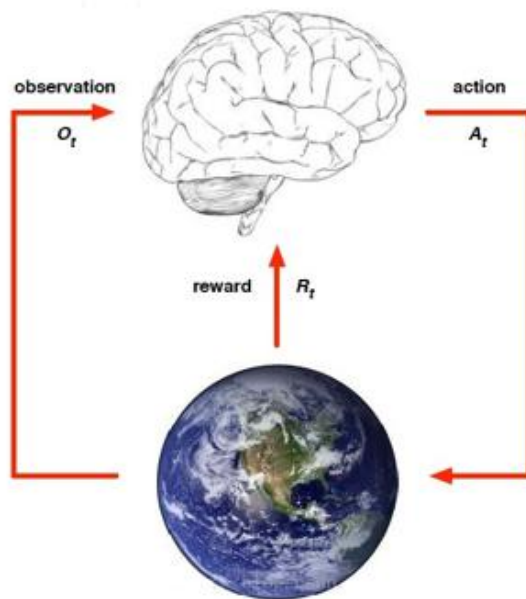 observation
O_t
action
A_t
reward
R_t